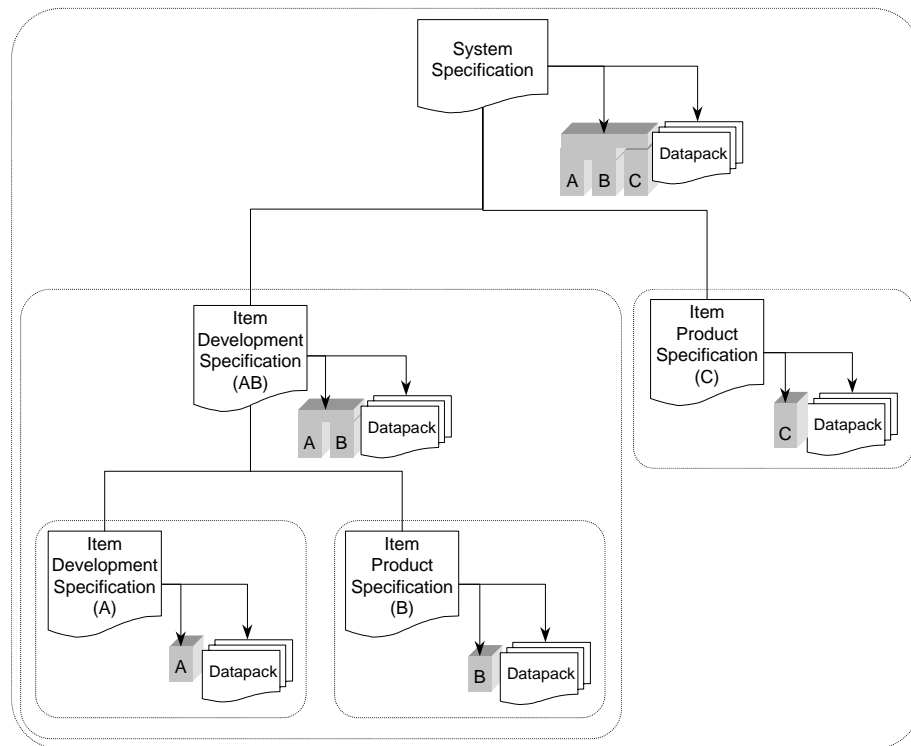 System
Specification
A B C
Datapack
Item
Development
Specification
(AB)
A B
Datapack
Item
Product
Specification
(C)
C
Datapack
Item
Development
Specification
(A)
A
Datapack
Item
Product
Specification
(B)
B
Datapack